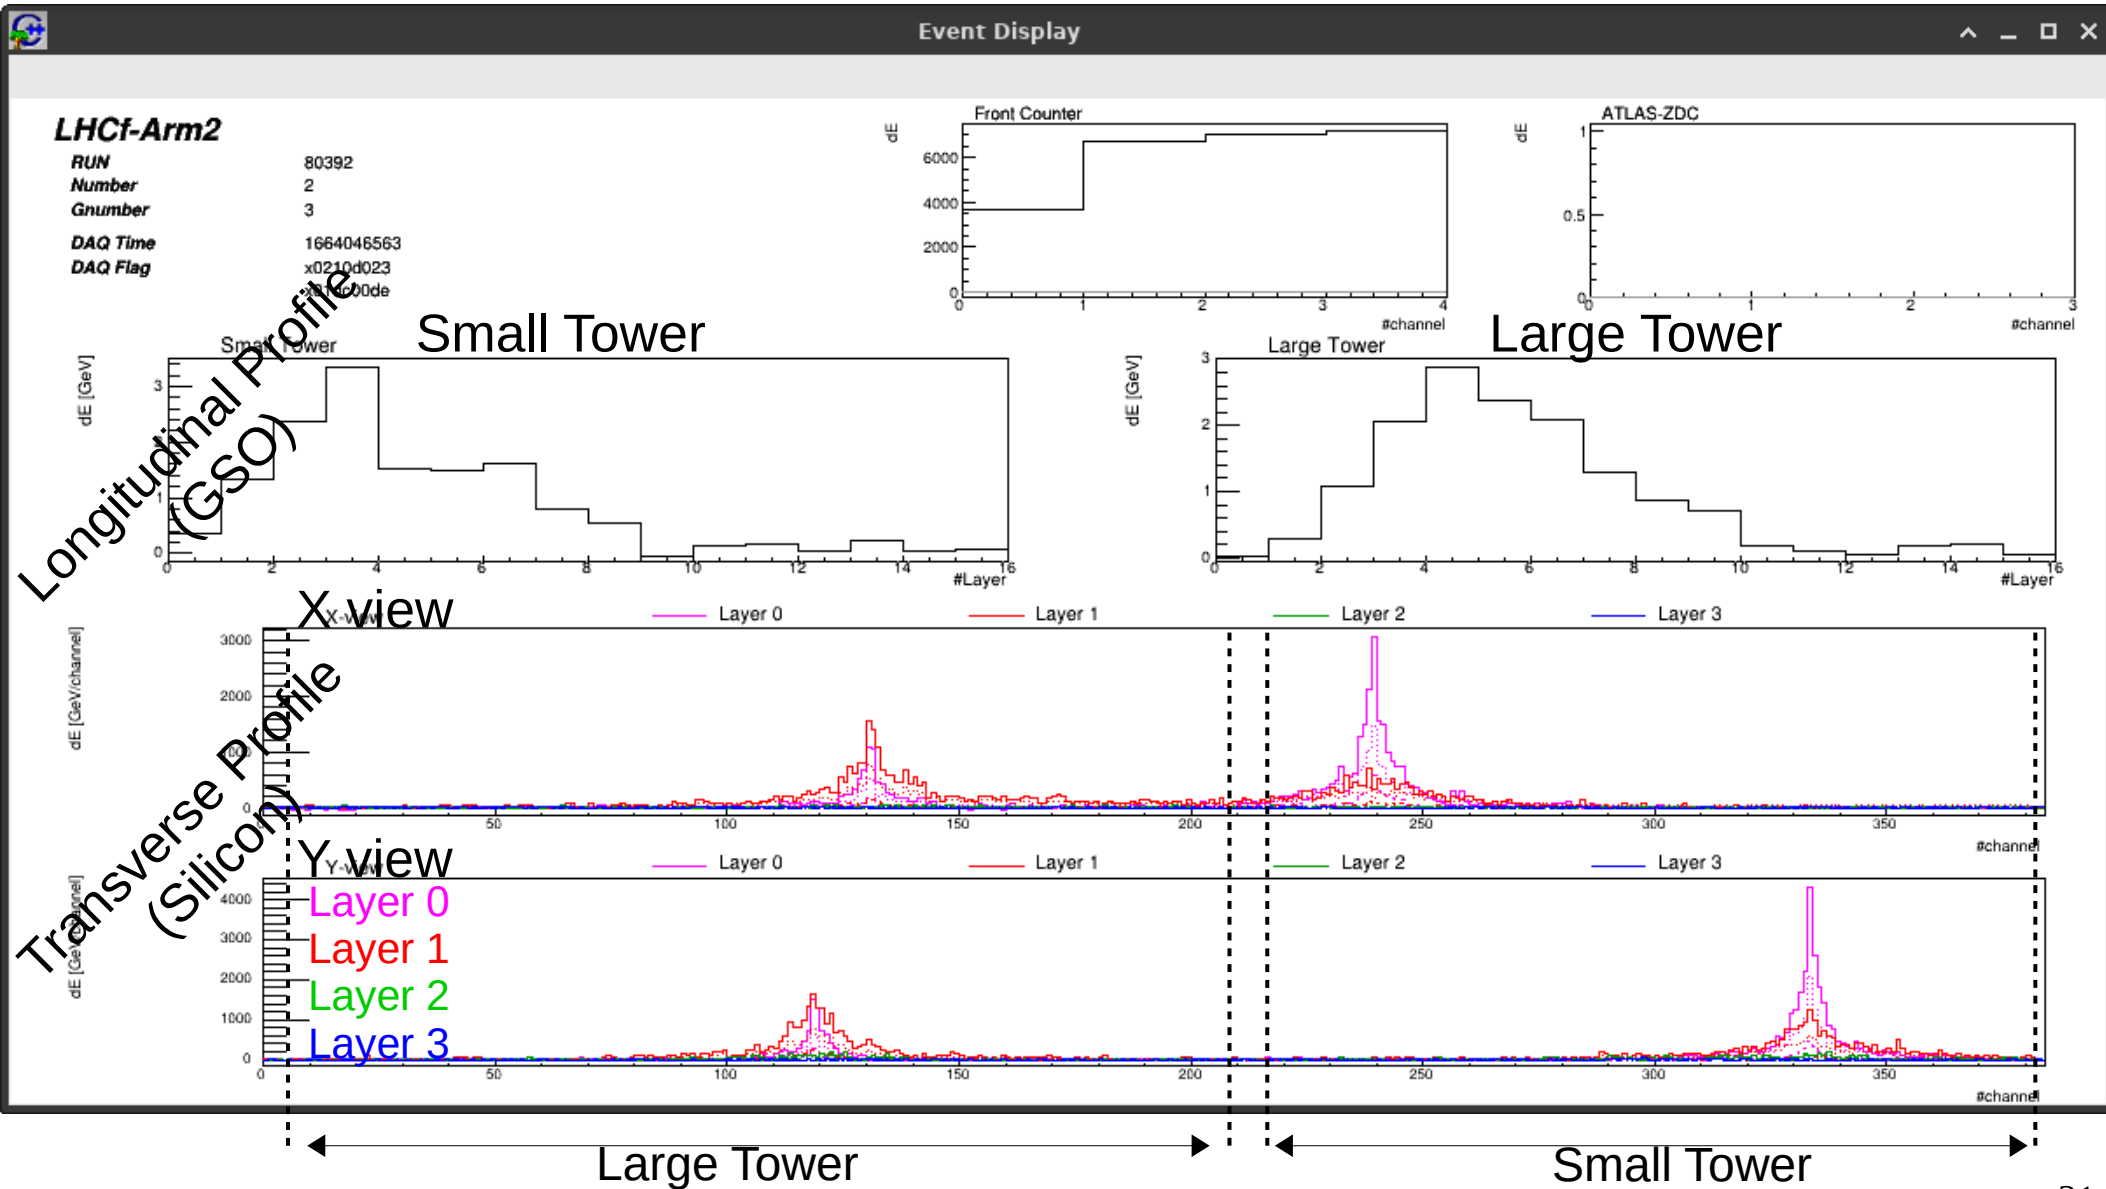 Event Display
LHCf-Arm2
RUN 80392
Number 2
Gnumber 3
DAQ Time 1664046563
DAQ Flag x0210d023
Front Counter
dE
6000
4000
2000
0
0 1 2 3 4
#channel
ATLAS-ZDC
dE
1
0.5
0
0 1 2 3
#channel
Small Tower
Small Tower
dE [GeV]
3
1
0
0 2 4 6 8 10 12 14 16
#Layer
Large Tower
Large Tower
dE [GeV]
3
2
1
0
0 2 4 6 8 10 12 14 16
#Layer
Longitudinal Profile
(GSO)
X view
X-view
Layer 0 Layer 1 Layer 2 Layer 3
dE [GeV/channel]
3000
2000
1000
0
0 50 100 150 200 250 300 350
#channel
Transverse Profile
(Silicon)
Y view
Y-view
Layer 0 Layer 1 Layer 2 Layer 3
dE [GeV/channel]
4000
3000
2000
1000
0
Layer 0
Layer 1
Layer 2
Layer 3
0 50 100 150 200 250 300 350
#channel
Large Tower
Small Tower